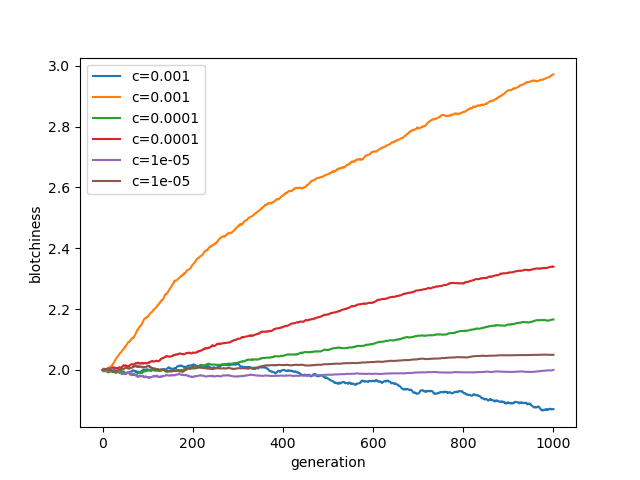 3.0
2.8
2.6
2.4
2.2
2.0
blotchiness
c=0.001
c=0.001
c=0.0001
c=0.0001
c=1e-05
c=1e-05
0 200 400 600 800 1000
generation